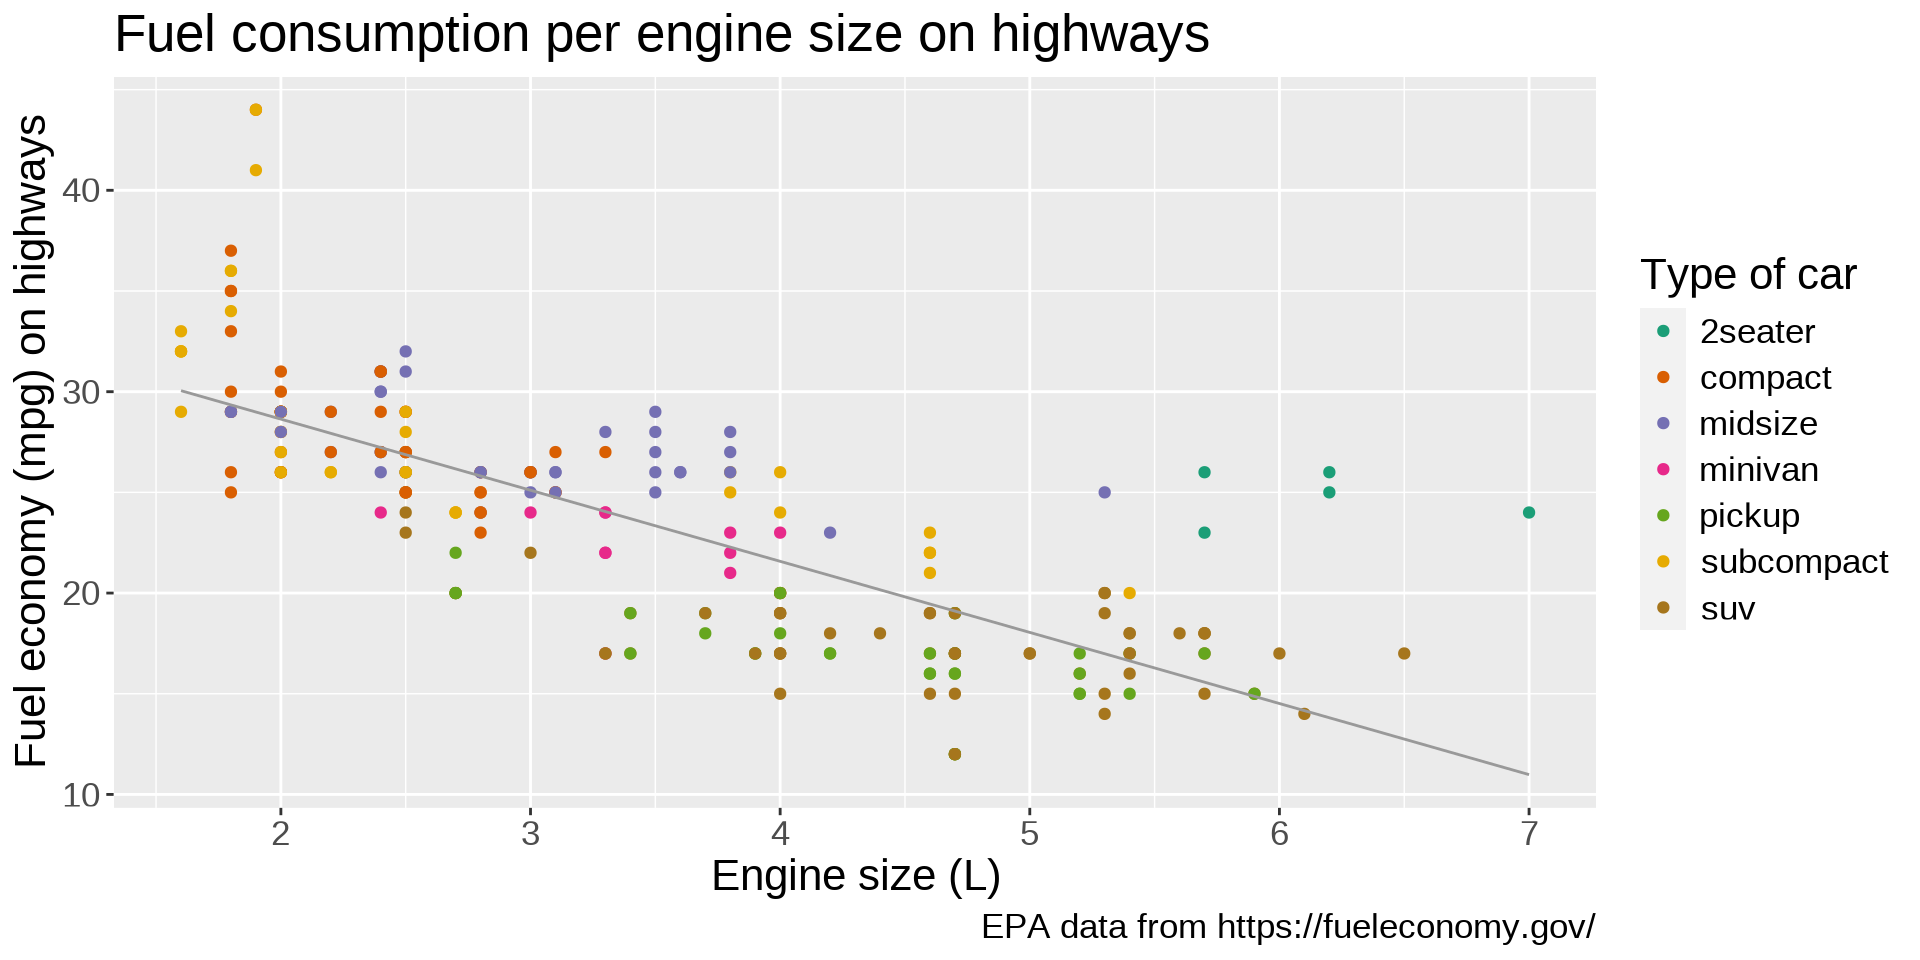 Fuel consumption per engine size on highways
Fuel economy (mpg) on highways
40
30
20
10
2
3
4
5
6
7
Engine size (L)
EPA data from https://fueleconomy.gov/
Type of car
2seater
compact
midsize
minivan
pickup
subcompact
suv